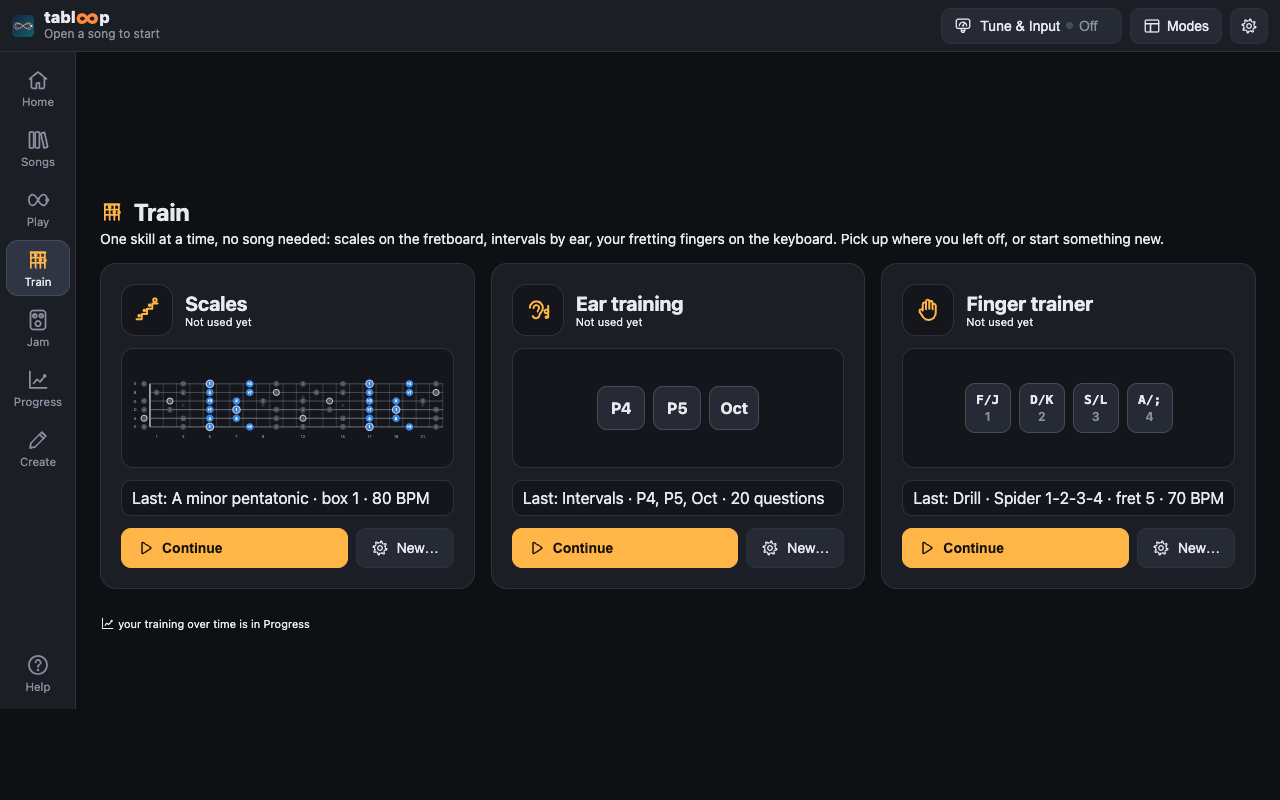 tabloop
Open a song to start
Tune & Input Off
Modes
Home
Songs
Play
Train
Jam
Progress
Create
Help
Train
One skill at a time, no song needed: scales on the fretboard, intervals by ear, your fretting fingers on the keyboard. Pick up where you left off, or start something new.
Scales
Not used yet
Last: A minor pentatonic · box 1 · 80 BPM
Continue
New…
Ear training
Not used yet
P4 P5 Oct
Last: Intervals · P4, P5, Oct · 20 questions
Continue
New…
Finger trainer
Not used yet
F/J D/K S/L A/;
1 2 3 4
Last: Drill · Spider 1-2-3-4 · fret 5 · 70 BPM
Continue
New…
your training over time is in Progress